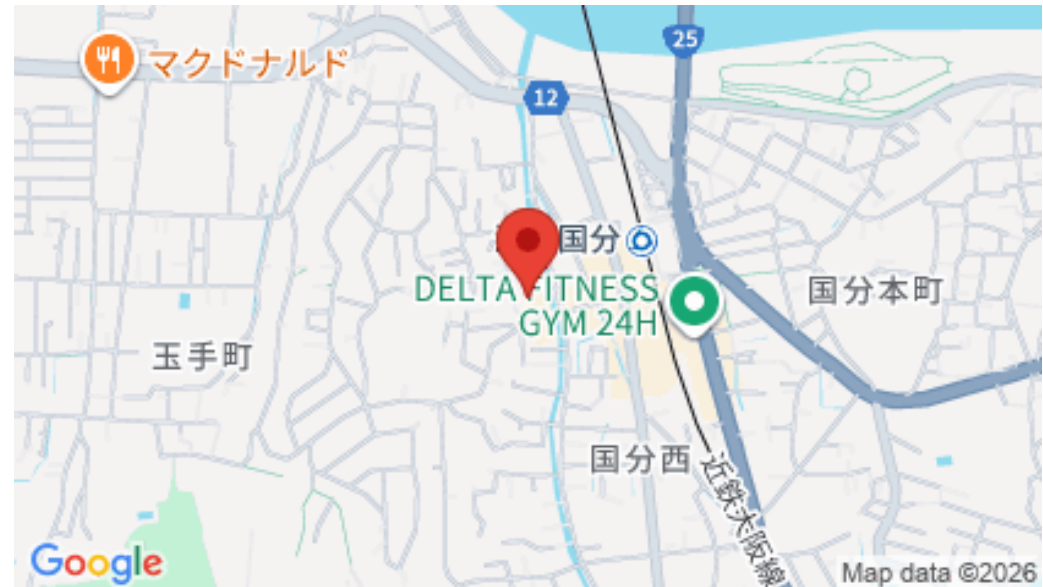 25
マクドナルド
12
国分
DELTA FITNESS
GYM 24H
国分本町
玉手町
国分西
近鉄大阪線
Google
Map data ©2026